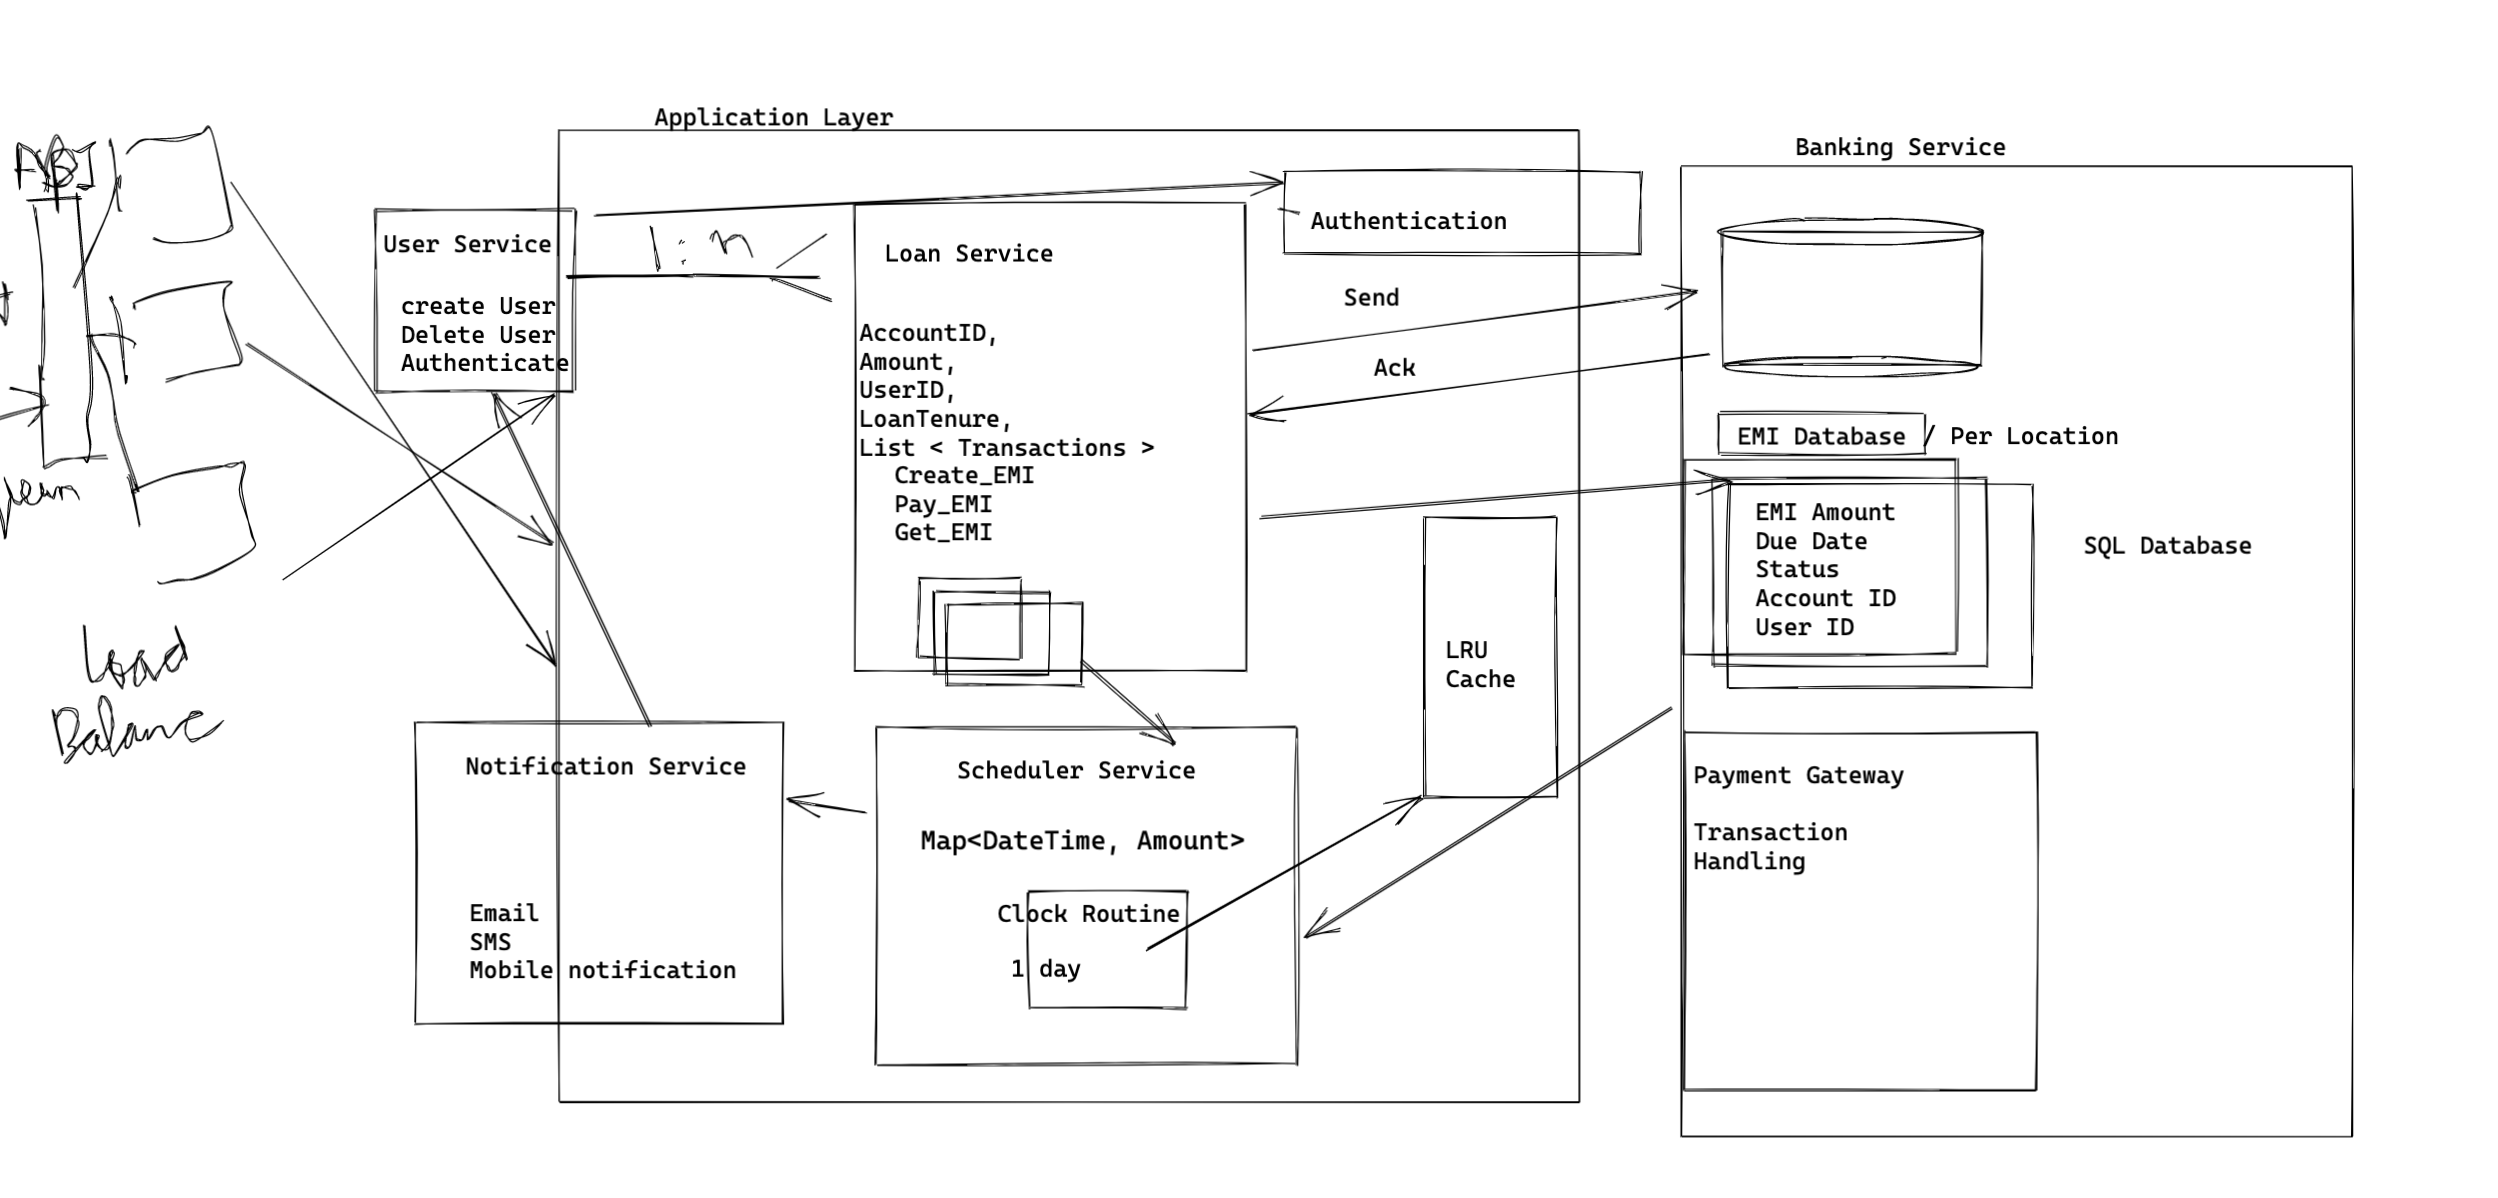 Application Layer
Banking Service
User Service
create User
Delete User
Authenticate
1 : n
Loan Service
AccountID,
Amount,
UserID,
LoanTenure,
List < Transactions >
Create_EMI
Pay_EMI
Get_EMI
Authentication
Send
Ack
EMI Database / Per Location
EMI Amount
Due Date
Status
Account ID
User ID
SQL Database
LRU
Cache
Load
Balance
Notification Service
Email
SMS
Mobile notification
Scheduler Service
Map<DateTime, Amount>
Clock Routine
1 day
Payment Gateway
Transaction
Handling